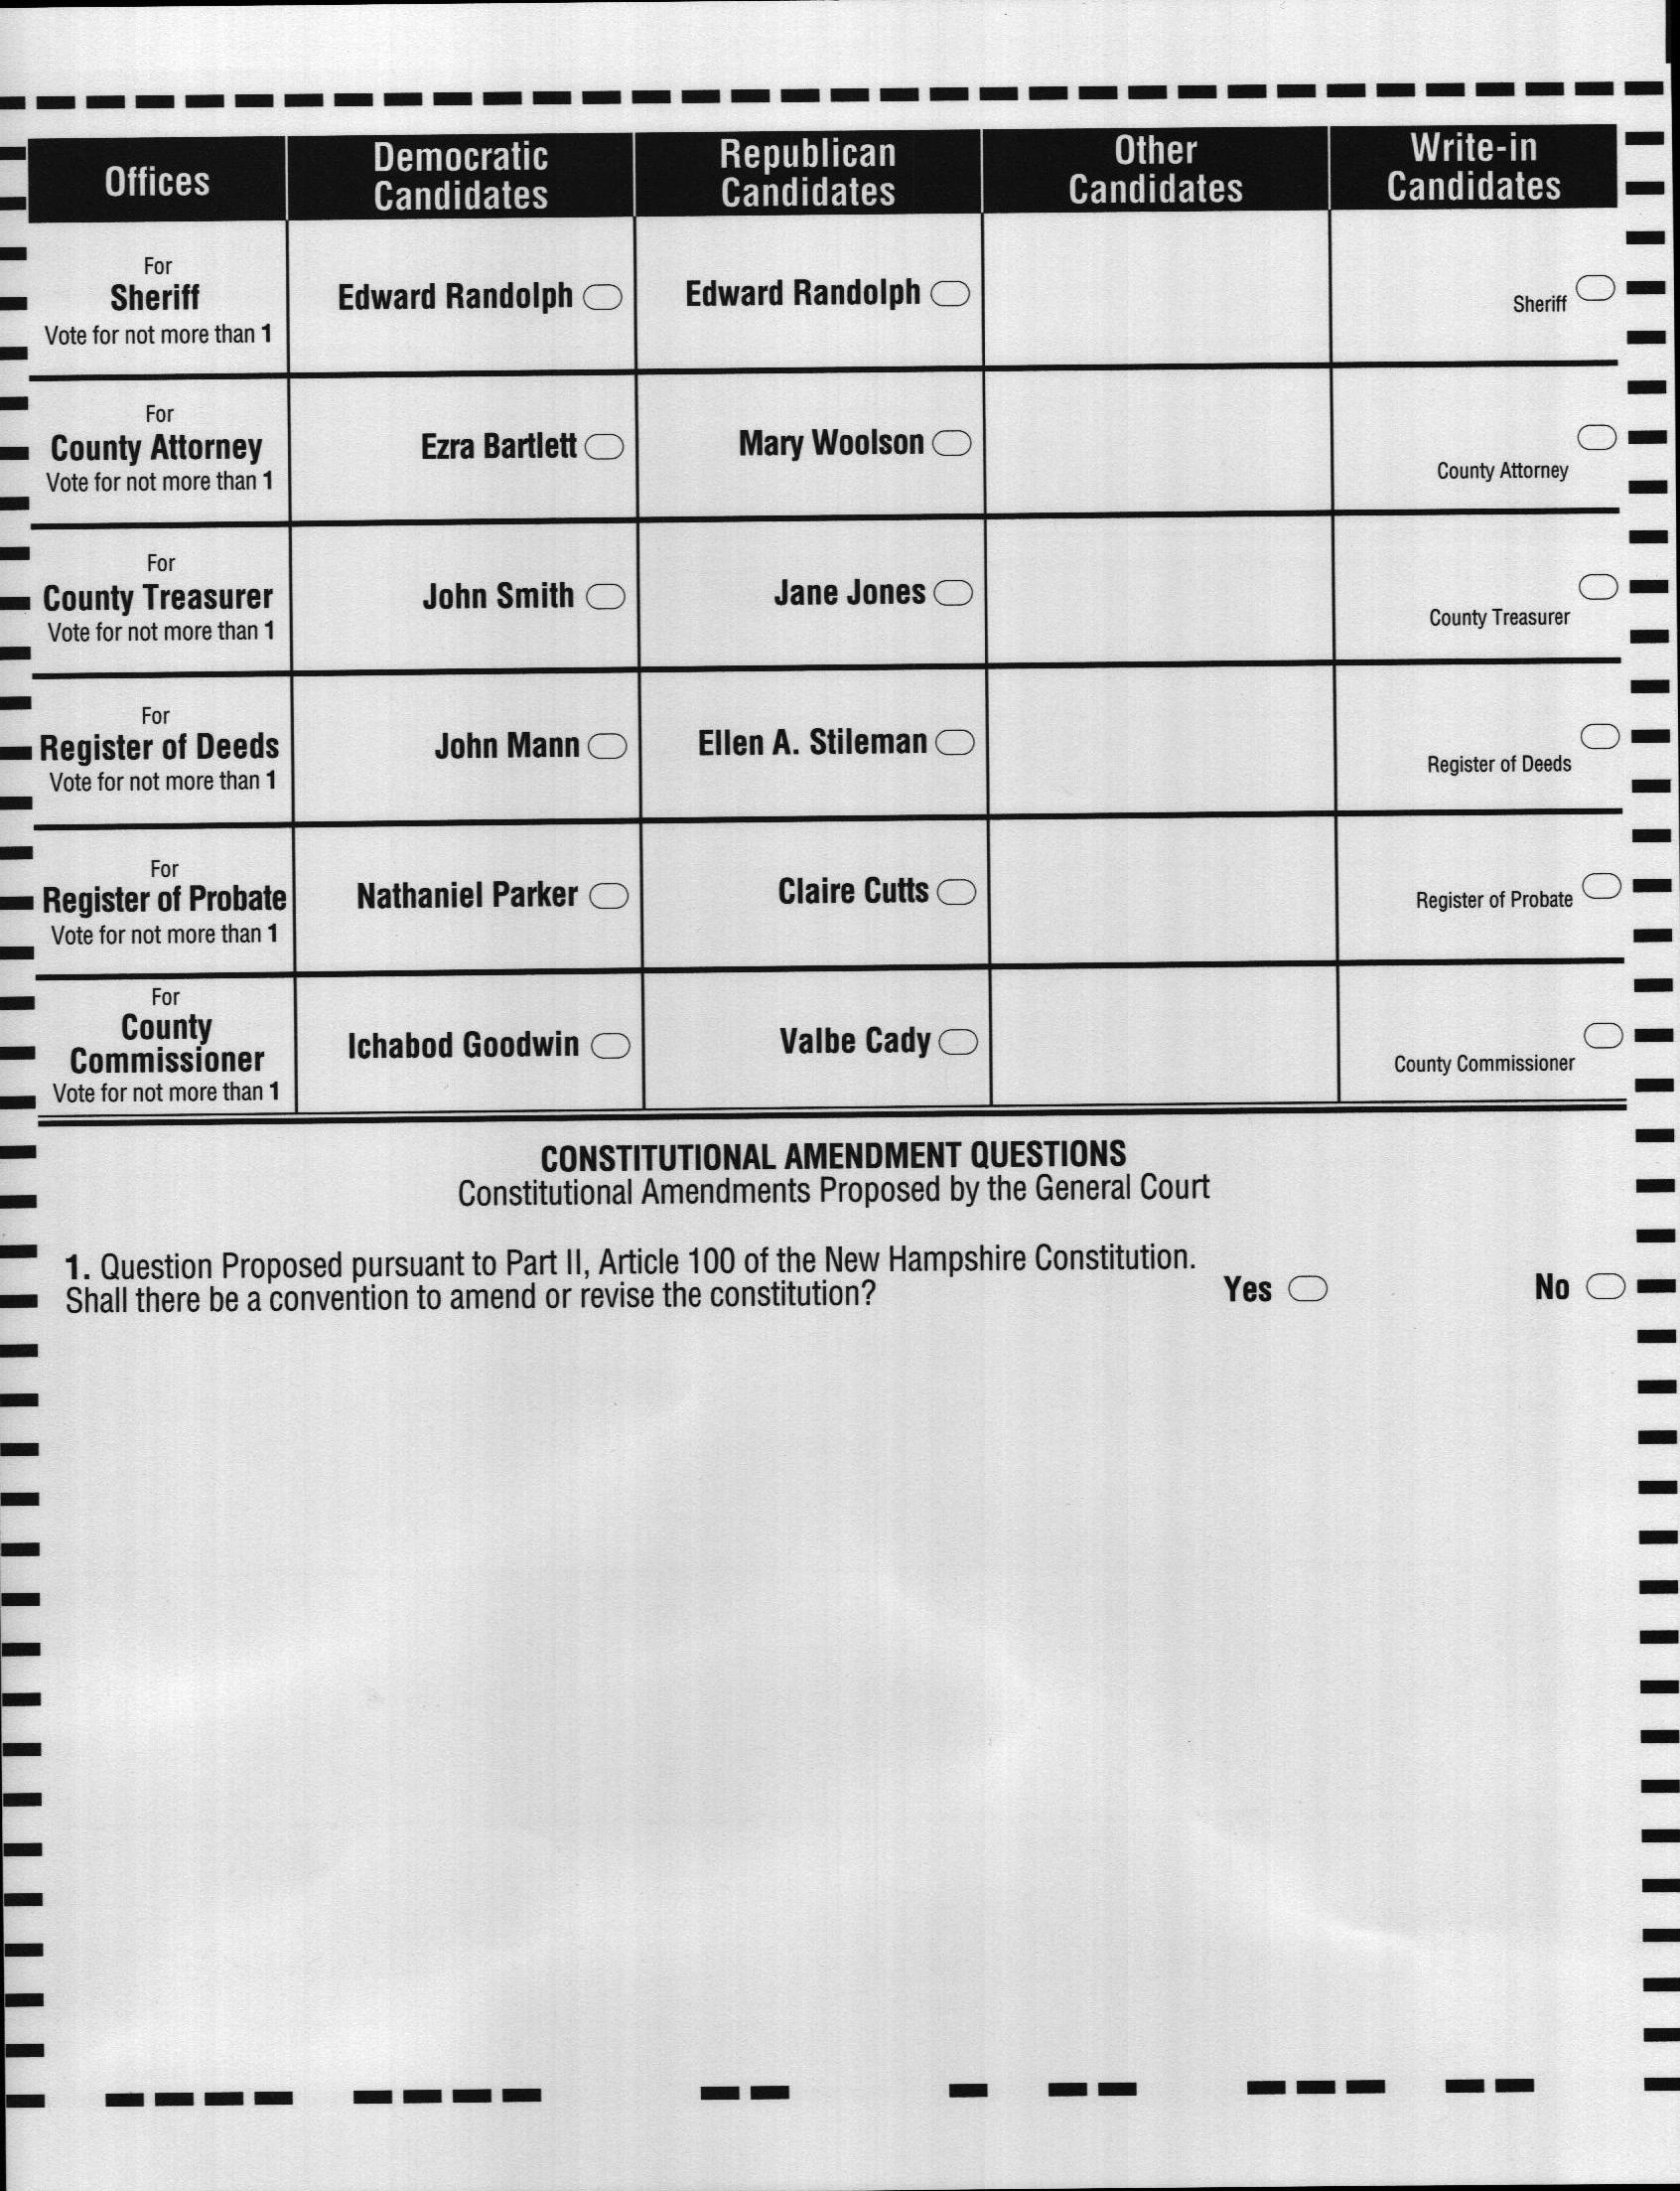 Offices
Democratic
Candidates
Republican
Candidates
Other
Candidates
Write-in
Candidates
For
Sheriff
Vote for not more than 1
Edward Randolph
Edward Randolph
Sheriff
For
County Attorney
Vote for not more than 1
Ezra Bartlett
Mary Woolson
County Attorney
For
County Treasurer
Vote for not more than 1
John Smith
Jane Jones
County Treasurer
For
Register of Deeds
Vote for not more than 1
John Mann
Ellen A. Stileman
Register of Deeds
For
Register of Probate
Vote for not more than 1
Nathaniel Parker
Claire Cutts
Register of Probate
For
County
Commissioner
Vote for not more than 1
Ichabod Goodwin
Valbe Cady
County Commissioner
CONSTITUTIONAL AMENDMENT QUESTIONS
Constitutional Amendments Proposed by the General Court
1. Question Proposed pursuant to Part II, Article 100 of the New Hampshire Constitution.
Shall there be a convention to amend or revise the constitution?
Yes
No